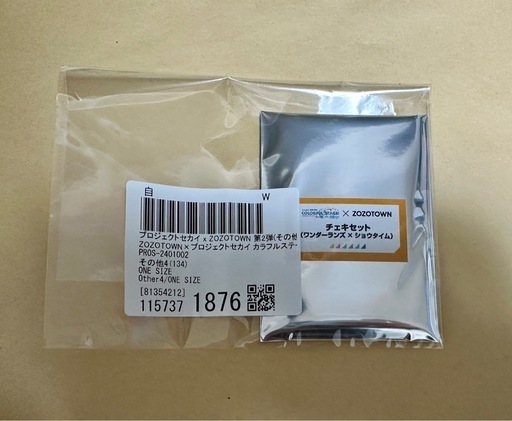 自
W
プロジェクトセカイ x ZOZOTOWN 第2弾(その他
ZOZOTOWN×プロジェクトセカイ カラフルステー
PROS-2401002
その他4(134)
ONE SIZE
Other4/ONE SIZE
[81354212]
115737 1876
COLORFUL STAGE! × ZOZOTOWN
チェキセット
(ワンダーランズ × ショウタイム)